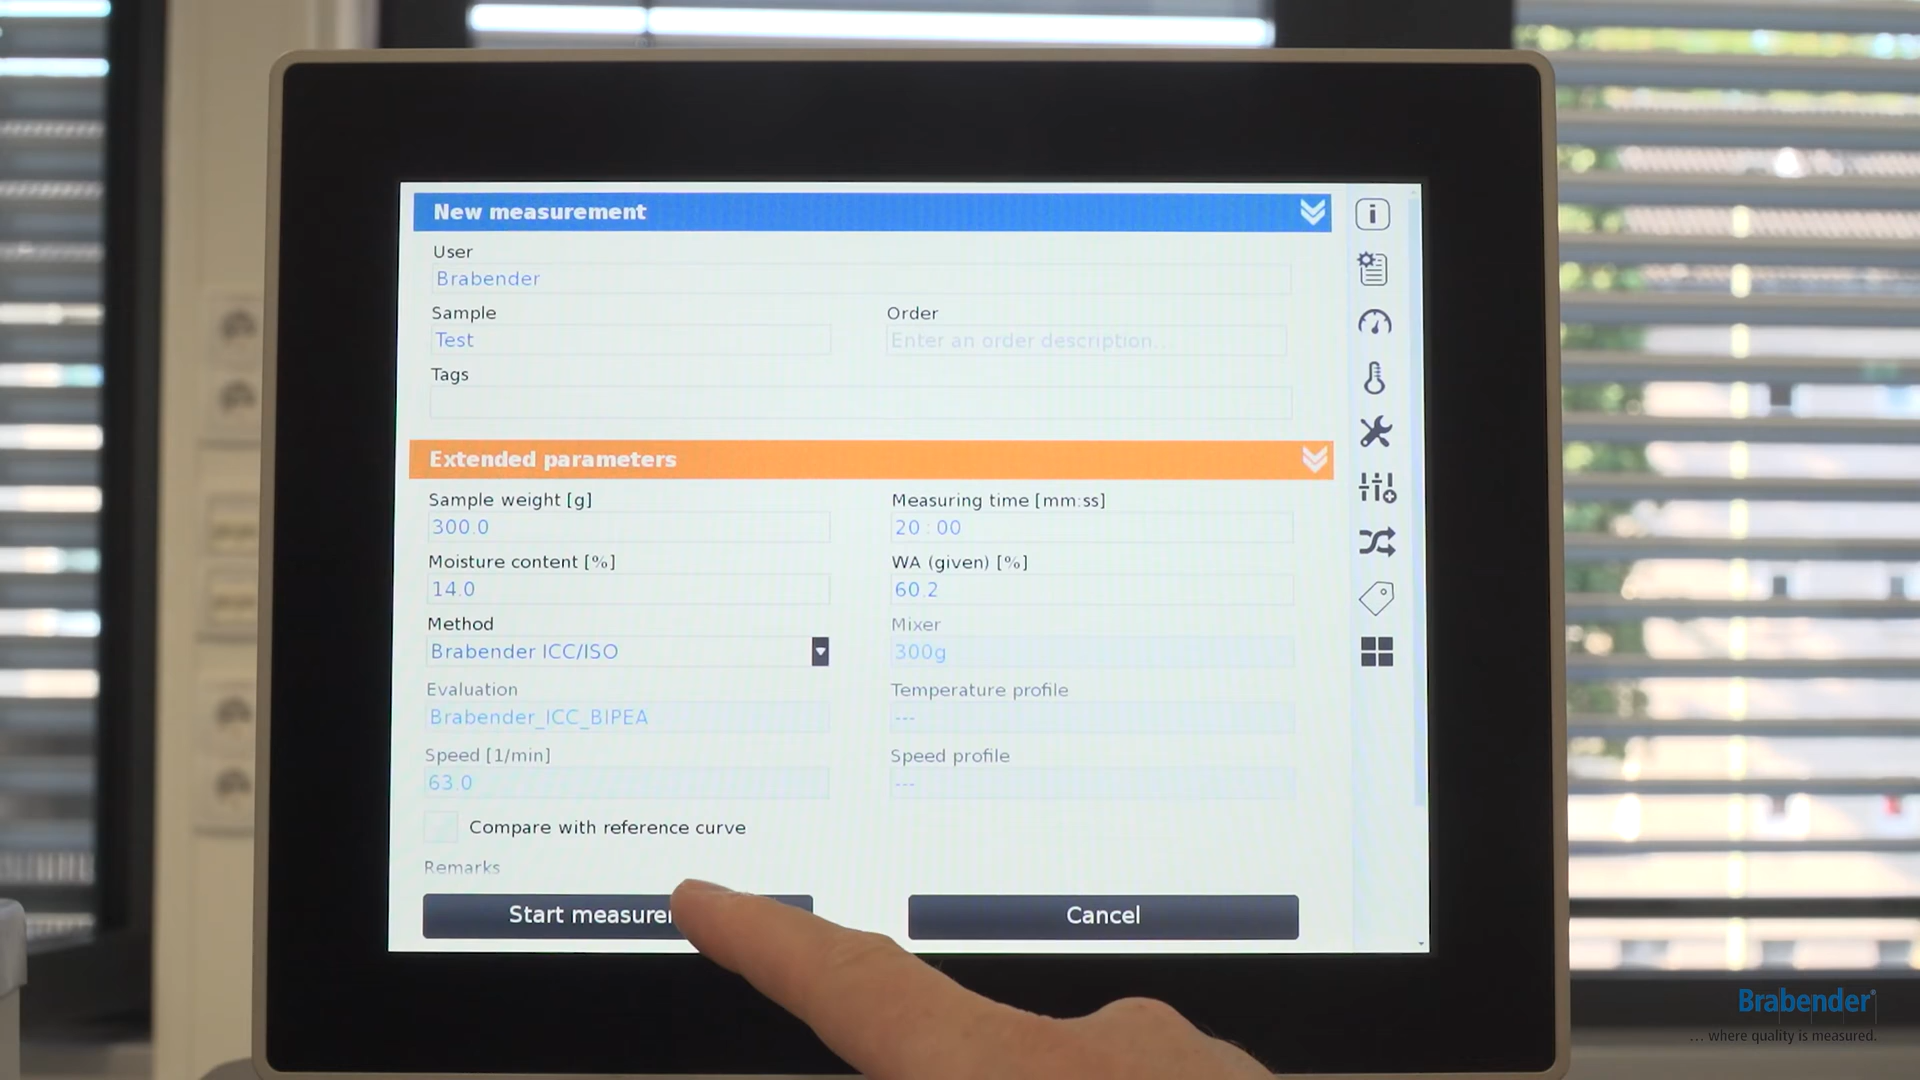 New measurement
User
Brabender
Sample
Order
Test
Enter an order description...
Tags
Extended parameters
Sample weight [g]
Measuring time [mm:ss]
300.0
20 : 00
Moisture content [%]
WA (given) [%]
14.0
60.2
Method
Mixer
Brabender ICC/ISO
300g
Evaluation
Temperature profile
Brabender_ICC_BIPEA
---
Speed [1/min]
Speed profile
63.0
---
Compare with reference curve
Remarks
Start measure
Cancel
Brabender®
... where quality is measured.